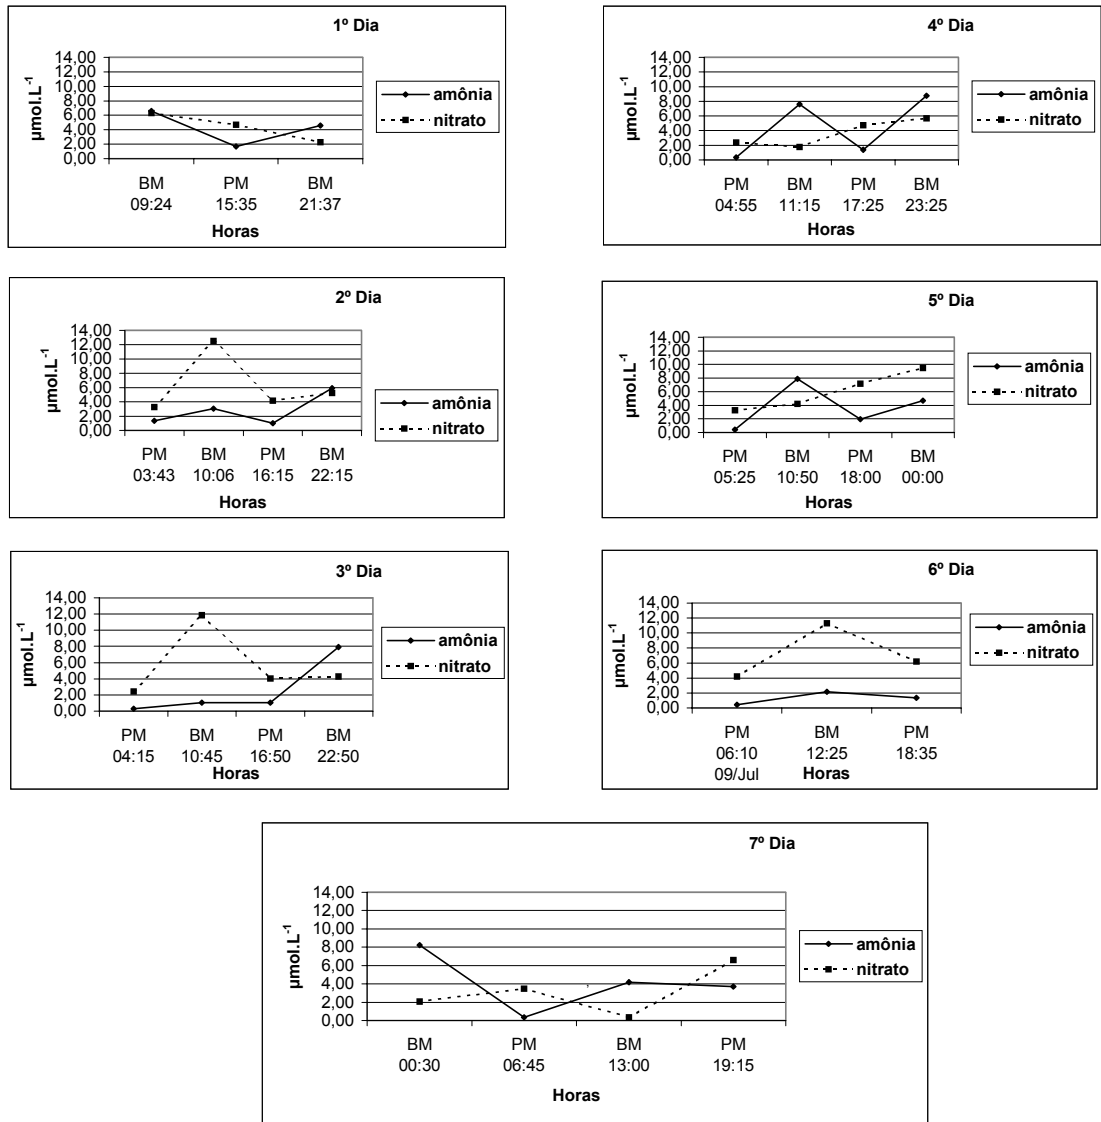 1º Dia
14,00
12,00
10,00
8,00
6,00
4,00
2,00
0,00
µmol.L-1
BM PM BM
09:24 15:35 21:37
Horas
amônia
nitrato
4º Dia
14,00
12,00
10,00
8,00
6,00
4,00
2,00
0,00
µmol.L-1
PM BM PM BM
04:55 11:15 17:25 23:25
Horas
amônia
nitrato
2º Dia
14,00
12,00
10,00
8,00
6,00
4,00
2,00
0,00
µmol.L-1
PM BM PM BM
03:43 10:06 16:15 22:15
Horas
amônia
nitrato
5º Dia
14,00
12,00
10,00
8,00
6,00
4,00
2,00
0,00
µmol.L-1
PM BM PM BM
05:25 10:50 18:00 00:00
Horas
amônia
nitrato
3º Dia
14,00
12,00
10,00
8,00
6,00
4,00
2,00
0,00
µmol.L-1
PM BM PM BM
04:15 10:45 16:50 22:50
Horas
amônia
nitrato
6º Dia
14,00
12,00
10,00
8,00
6,00
4,00
2,00
0,00
µmol.L-1
PM BM PM
06:10 12:25 18:35
09/Jul Horas
amônia
nitrato
7º Dia
14,00
12,00
10,00
8,00
6,00
4,00
2,00
0,00
µmol.L-1
BM PM BM PM
00:30 06:45 13:00 19:15
Horas
amônia
nitrato